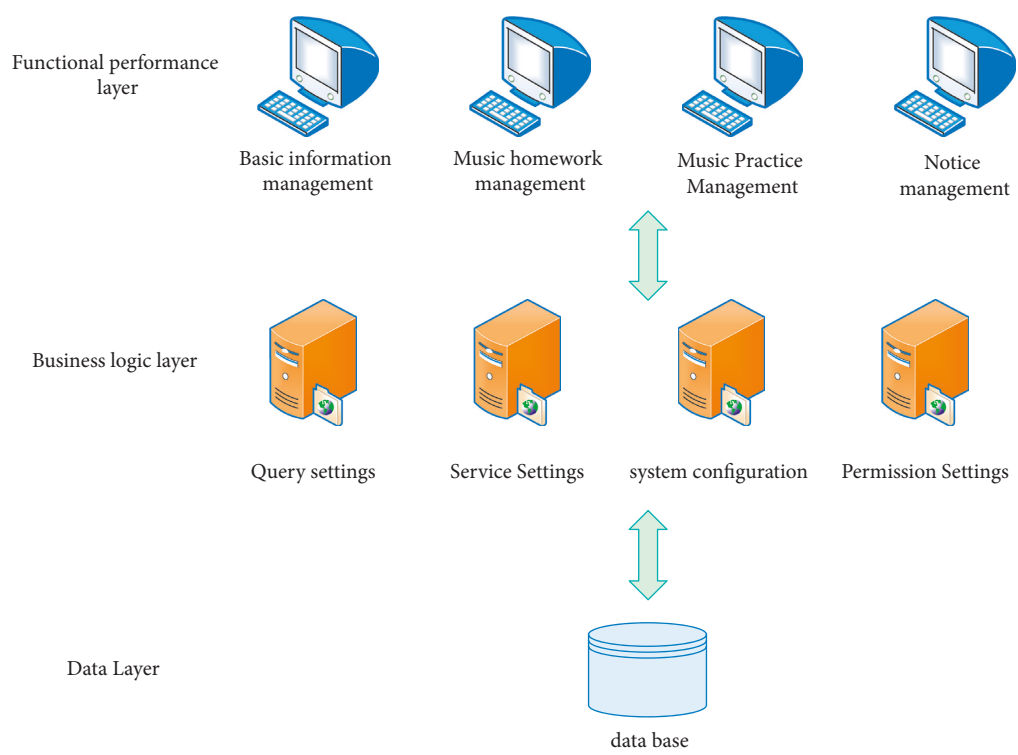 Functional performance
layer
Basic information
management
Music homework
management
Music Practice
Management
Notice
management
Business logic layer
Query settings
Service Settings
system configuration
Permission Settings
Data Layer
data base